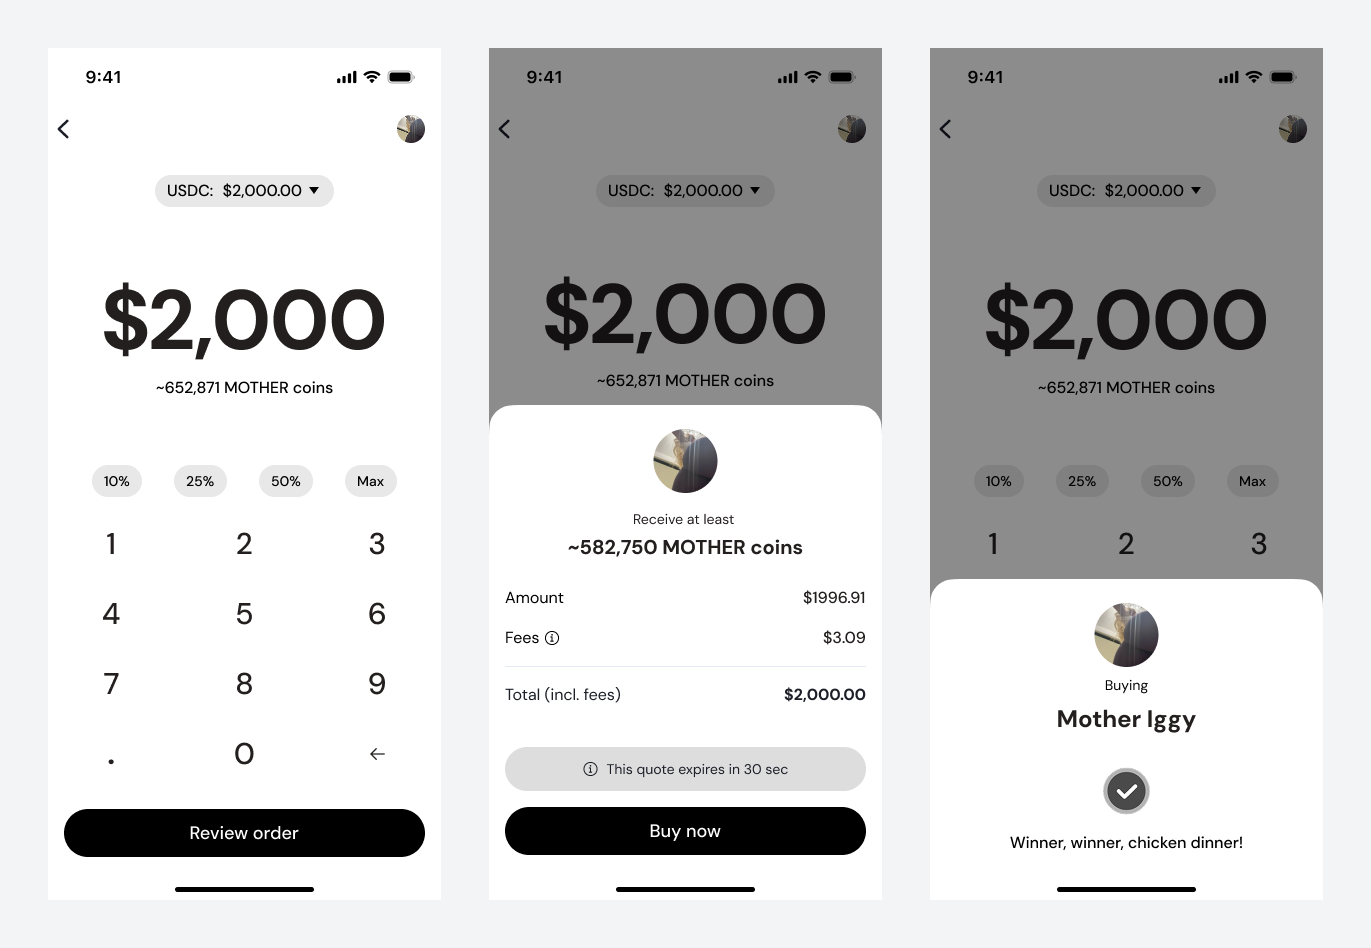 9:41
USDC: $2,000.00
$2,000
~652,871 MOTHER coins
10% 25% 50% Max
1 2 3
4 5 6
7 8 9
. 0 ←
Review order
9:41
USDC: $2,000.00
$2,000
~652,871 MOTHER coins
Receive at least
~582,750 MOTHER coins
Amount $1996.91
Fees $3.09
Total (incl. fees) $2,000.00
This quote expires in 30 sec
Buy now
9:41
USDC: $2,000.00
$2,000
~652,871 MOTHER coins
10% 25% 50% Max
1 2 3
Buying
Mother Iggy
Winner, winner, chicken dinner!